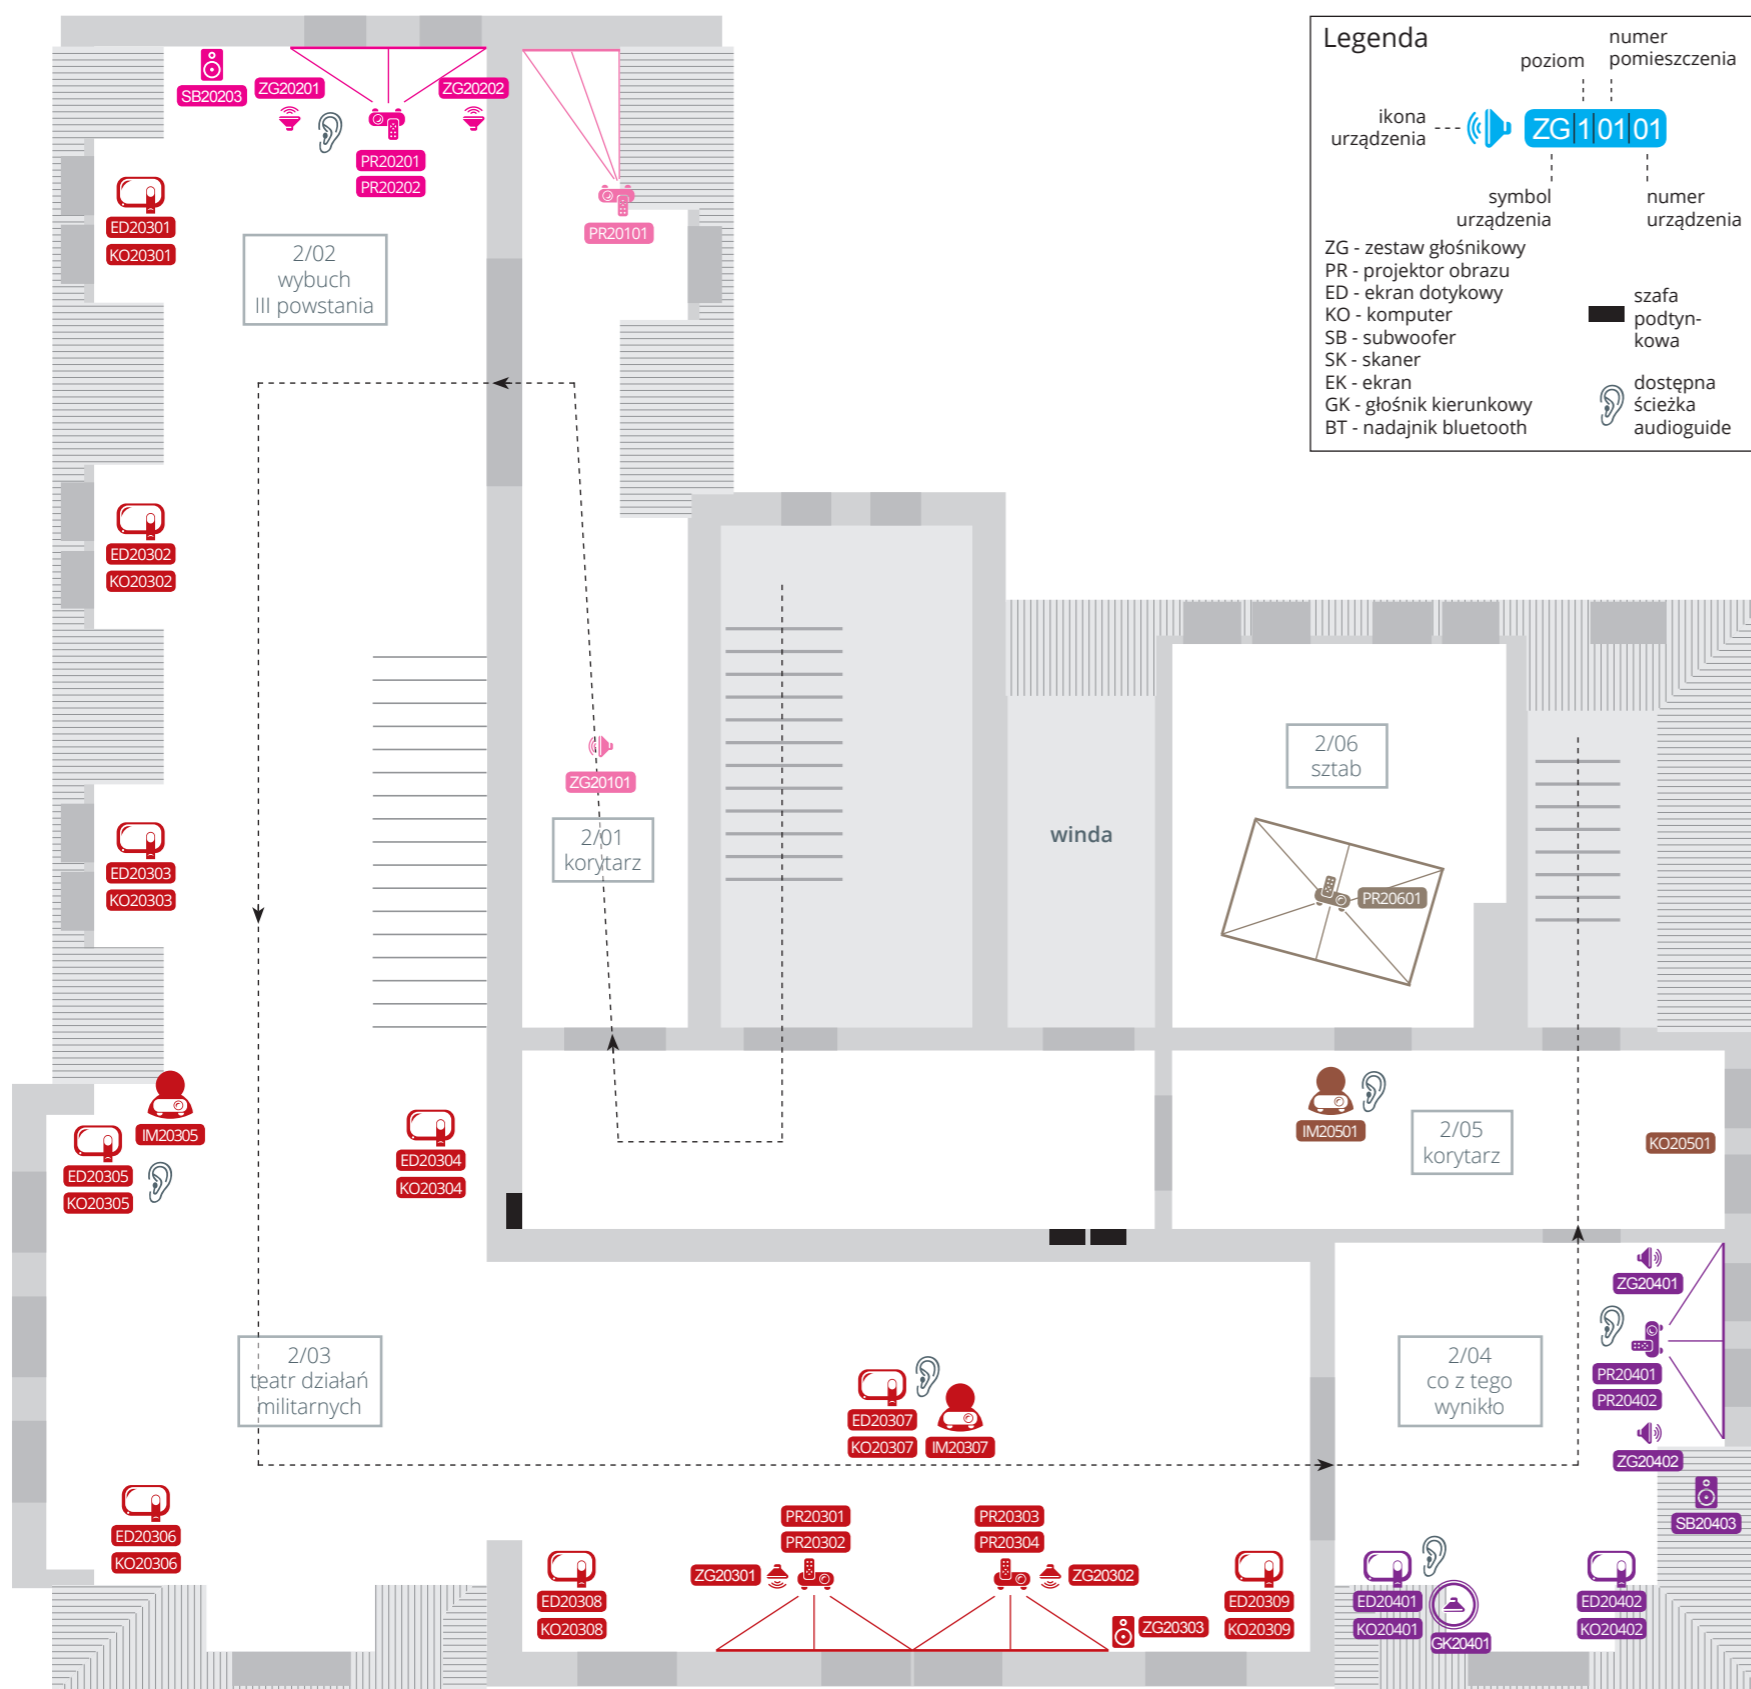 Legenda
numer
pomieszczenia
poziom
ikona
urządzenia
ZG|1|01|01
symbol
urządzenia
numer
urządzenia
ZG - zestaw głośnikowy
PR - projektor obrazu
ED - ekran dotykowy
KO - komputer
SB - subwoofer
SK - skaner
EK - ekran
GK - głośnik kierunkowy
BT - nadajnik bluetooth
szafa
podtyn-
kowa
dostępna
ścieżka
audioguide
SB20203
ZG20201
ZG20202
PR20201
PR20202
PR20101
ED20301
KO20301
2/02
wybuch
III powstania
ED20302
KO20302
ED20303
KO20303
ZG20101
2/01
korytarz
winda
2/06
sztab
PR20601
IM20305
ED20305
KO20305
ED20304
KO20304
IM20501
2/05
korytarz
KO20501
2/03
teatr działań
militarnych
ED20307
KO20307
IM20307
2/04
co z tego
wynikło
ZG20401
PR20401
PR20402
ZG20402
SB20403
ED20306
KO20306
PR20301
PR20302
PR20303
PR20304
ZG20301
ZG20302
ZG20303
ED20308
KO20308
ED20309
KO20309
ED20401
KO20401
GK20401
ED20402
KO20402